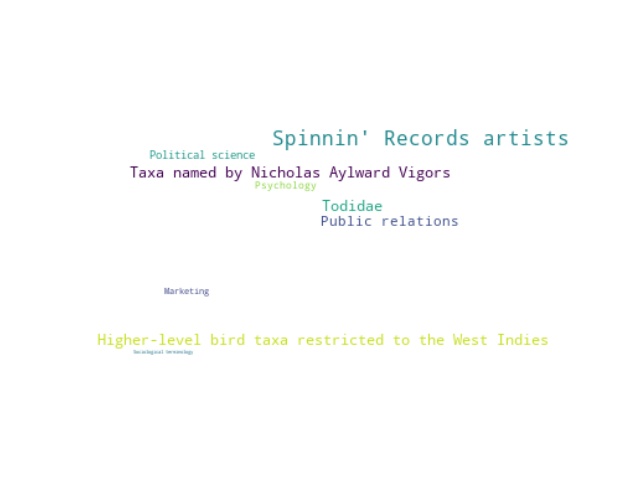 Spinnin' Records artists
Political science
Taxa named by Nicholas Aylward Vigors
Psychology
Todidae
Public relations
Marketing
Higher-level bird taxa restricted to the West Indies
Sociological terminology